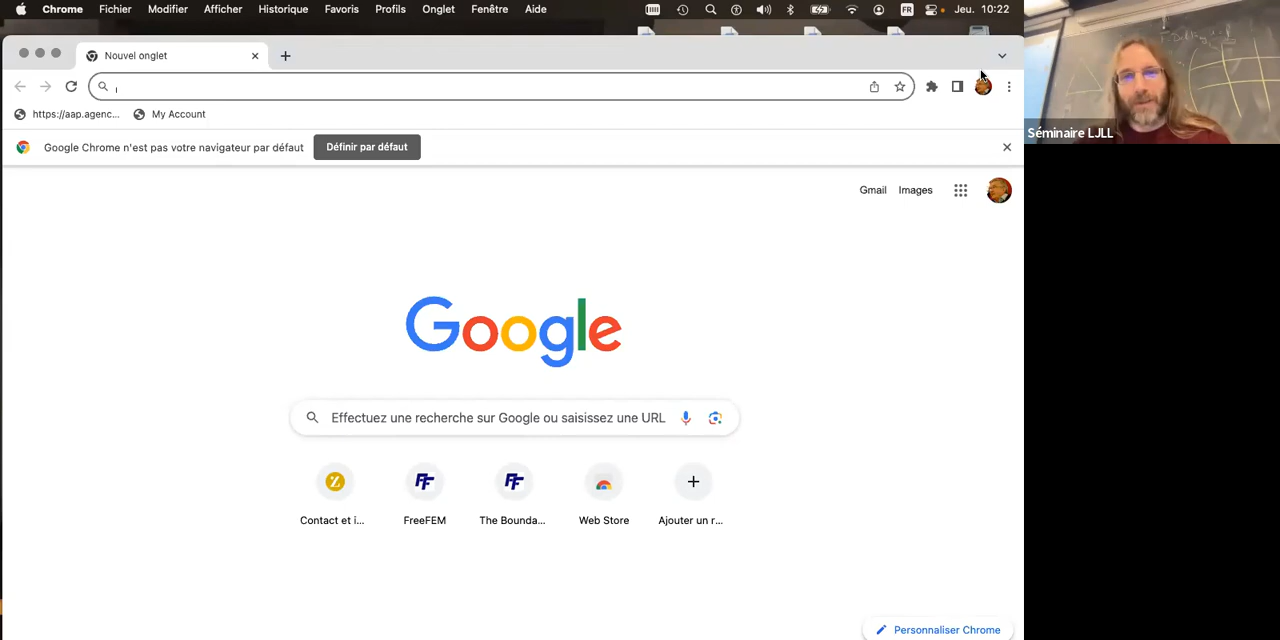 Chrome Fichier Modifier Afficher Historique Favoris Profils Onglet Fenêtre Aide FR Jeu. 10:22
Nouvel onglet
https://aap.agenc... My Account
Google Chrome n'est pas votre navigateur par défaut Définir par défaut
Gmail Images
Google
Effectuez une recherche sur Google ou saisissez une URL
Contact et i... FreeFEM The Bounda... Web Store Ajouter un r...
Personnaliser Chrome
Séminaire LJLL